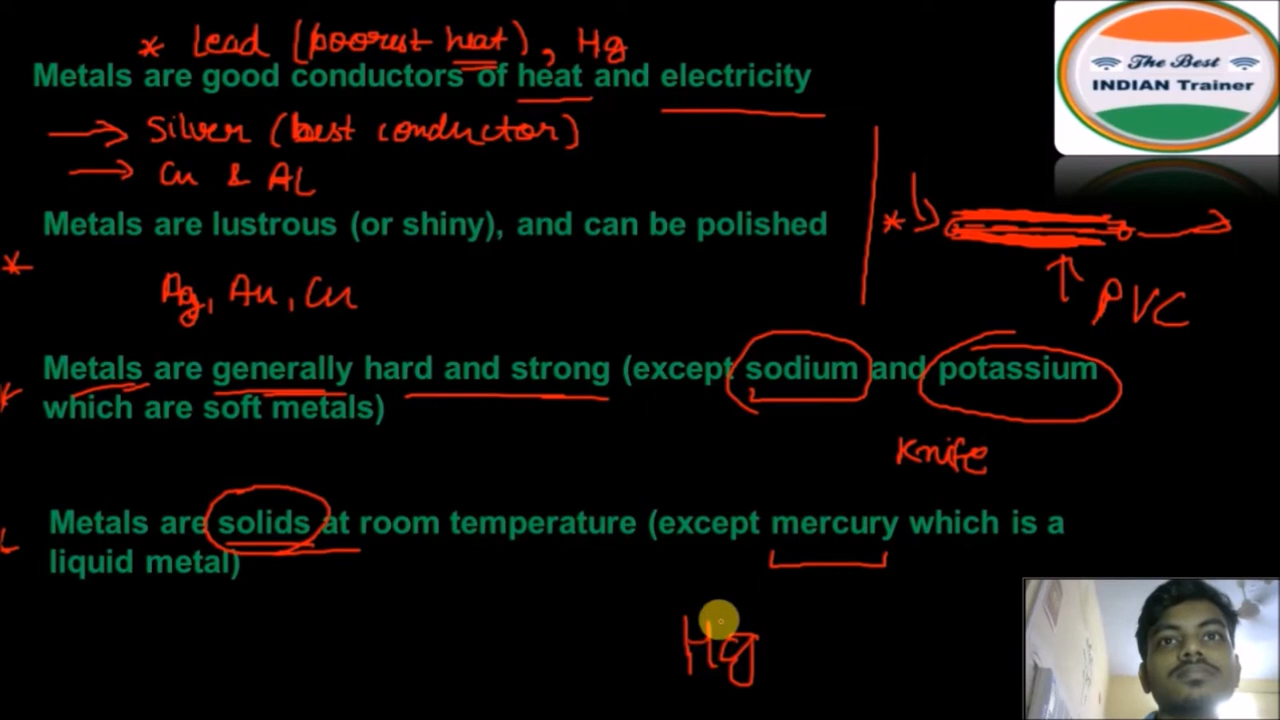 * Lead (poorest heat), Hg
Metals are good conductors of heat and electricity
→ Silver (best conductor)
→ Cu & AL
The Best
INDIAN Trainer
Metals are lustrous (or shiny), and can be polished
*
*
Ag, Au, Cu
PVC
Metals are generally hard and strong (except sodium and potassium
which are soft metals)
Knife
Metals are solids at room temperature (except mercury which is a
liquid metal)
Hg